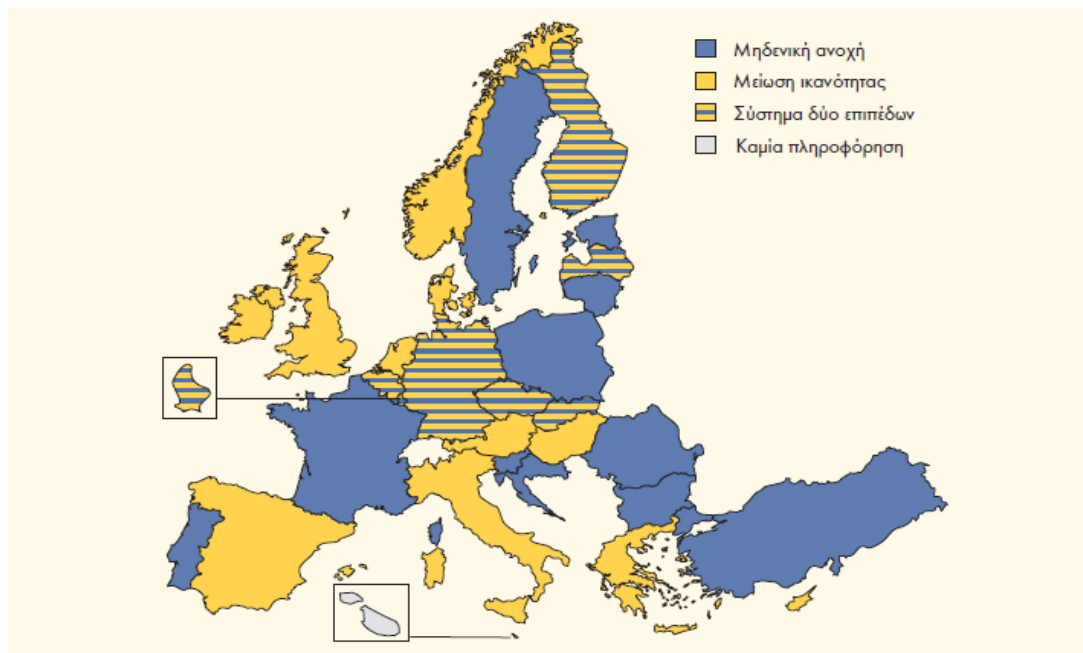 Μηδενική ανοχή
Μείωση ικανότητας
Σύστημα δύο επιπέδων
Καμία πληροφόρηση